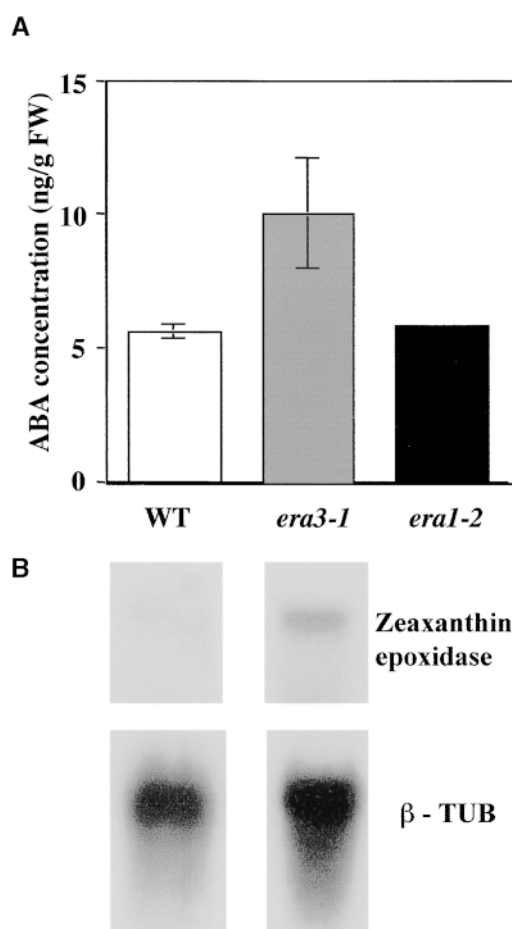 A
ABA concentration (ng/g FW)
15
10
5
0
WT era3-1 era1-2
B
Zeaxanthin
epoxidase
β - TUB